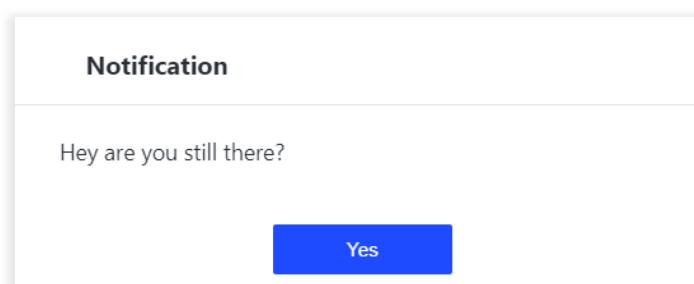 Notification
Hey are you still there?
Yes